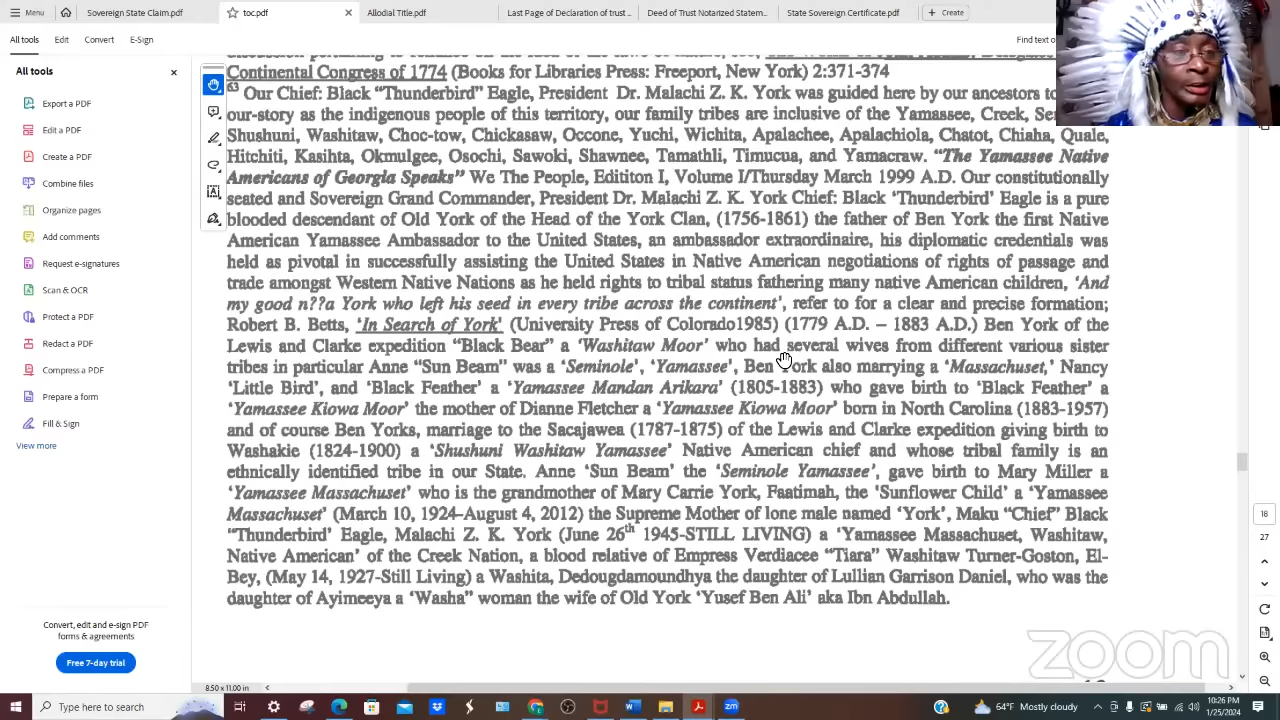 Menu
Sovereign State Claim.pdf
toc.pdf
Allodial Title.pdf
Last Page of Declaration of trust ...
Deed of Trust Notarized Statem...
State Sovereign Certificate.pdf
Create
All tools
Edit
Convert
E-Sign
Find text o
All tools
Export a PDF
Edit a PDF
Create a PDF
Combine files
Organize pages
Add comments
Request e-signatures
Scan & OCR
Protect a PDF
Redact a PDF
Compress a PDF
Prepare a form
Fill & Sign
View more
Convert, edit and e-sign PDF
forms & agreements
Free 7-day trial
Continental Congress of 1774 (Books for Libraries Press: Freeport, New York) 2:371-374
63 Our Chief: Black "Thunderbird" Eagle, President Dr. Malachi Z. K. York was guided here by our ancestors to
our-story as the indigenous people of this territory, our family tribes are inclusive of the Yamassee, Creek, Se
Shushuni, Washitaw, Choc-tow, Chickasaw, Occone, Yuchi, Wichita, Apalachee, Apalachiola, Chatot, Chiaha, Quale,
Hitchiti, Kasihta, Okmulgee, Osochi, Sawoki, Shawnee, Tamathli, Timucua, and Yamacraw. "The Yamassee Native
Americans of Georgia Speaks" We The People, Edititon I, Volume I/Thursday March 1999 A.D. Our constitutionally
seated and Sovereign Grand Commander, President Dr. Malachi Z. K. York Chief: Black 'Thunderbird' Eagle is a pure
blooded descendant of Old York of the Head of the York Clan, (1756-1861) the father of Ben York the first Native
American Yamassee Ambassador to the United States, an ambassador extraordinaire, his diplomatic credentials was
held as pivotal in successfully assisting the United States in Native American negotiations of rights of passage and
trade amongst Western Native Nations as he held rights to tribal status fathering many native American children, 'And
my good n??a York who left his seed in every tribe across the continent', refer to for a clear and precise formation;
Robert B. Betts, 'In Search of York' (University Press of Colorado1985) (1779 A.D. – 1883 A.D.) Ben York of the
Lewis and Clarke expedition "Black Bear" a 'Washitaw Moor' who had several wives from different various sister
tribes in particular Anne "Sun Beam" was a 'Seminole', 'Yamassee', Ben York also marrying a 'Massachuset,' Nancy
'Little Bird', and 'Black Feather' a 'Yamassee Mandan Arikara' (1805-1883) who gave birth to 'Black Feather' a
'Yamassee Kiowa Moor' the mother of Dianne Fletcher a 'Yamassee Kiowa Moor' born in North Carolina (1883-1957)
and of course Ben Yorks, marriage to the Sacajawea (1787-1875) of the Lewis and Clarke expedition giving birth to
Washakie (1824-1900) a 'Shushuni Washitaw Yamassee' Native American chief and whose tribal family is an
ethnically identified tribe in our State. Anne 'Sun Beam' the 'Seminole Yamassee', gave birth to Mary Miller a
'Yamassee Massachuset' who is the grandmother of Mary Carrie York, Faatimah, the 'Sunflower Child' a 'Yamassee
Massachuset' (March 10, 1924–August 4, 2012) the Supreme Mother of lone male named 'York', Maku "Chief" Black
"Thunderbird' Eagle, Malachi Z. K. York (June 26th 1945-STILL LIVING) a 'Yamassee Massachuset, Washitaw,
Native American' of the Creek Nation, a blood relative of Empress Verdiacee "Tiara" Washitaw Turner-Goston, El-
Bey, (May 14, 1927-Still Living) a Washita, Dedougdamoundhya the daughter of Lullian Garrison Daniel, who was the
daughter of Ayimeeya a 'Washa" woman the wife of Old York 'Yusef Ben Ali' aka Ibn Abdullah.
18
27
zoom
8.50 x 11.00 in
Type here to search
64°F Mostly cloudy
10:26 PM
1/25/2024